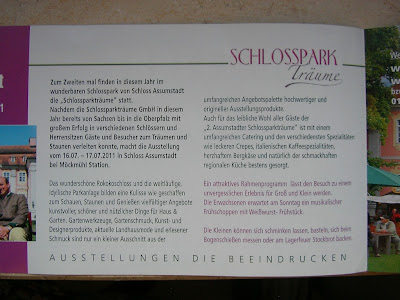 SCHLOSSPARK
Träume
Zum Zweiten mal finden in diesem Jahr im
wunderbaren Schlosspark von Schloss Assumstadt
die „Schlossparkträume" statt.
Nachdem die Schlossparkträume GmbH in diesem
Jahr bereits von Sachsen bis in die Oberpfalz mit
großem Erfolg in verschiedenen Schlössern und
Herrensitzen Gäste und Besucher zum Träumen und
Staunen verleiten konnte, macht die Ausstellung
vom 16.07. – 17.07.2011 in Schloss Assumstadt
bei Möckmühl Station.
Das wunderschöne Rokokoschloss und die weitläufige,
idyllische Parkanlage bilden eine Kulisse wie geschaffen
zum Schauen, Staunen und Genießen vielfältiger Angebote
kunstvoller, schöner und nützlicher Dinge für Haus &
Garten. Gartenwerkzeuge, Gartenschmuck, Kunst- und
Designerprodukte, aktuelle Landhausmode und erlesener
Schmuck sind nur ein kleiner Ausschnitt aus der
umfangreichen Angebotspalette hochwertiger und
origineller Ausstellungsprodukte.
Auch für das leibliche Wohl aller Gäste der
„2. Assumstadter Schlossparkträume" ist mit einem
umfangreichen Catering und den verschiedensten Spezialitäten
wie leckeren Crepes, italienischen Kaffeespezialitäten,
herzhaftem Bergkäse und natürlich der schmackhaften
regionalen Küche bestens gesorgt.
Ein attraktives Rahmenprogramm lässt den Besuch zu einem
unvergesslichen Erlebnis für Groß und Klein werden.
Die Erwachsenen erwartet am Sonntag ein musikalischer
Frühschoppen mit Weißwurst- Frühstück.
Die Kleinen können sich schminken lassen, basteln, sich beim
Bogenschießen messen oder am Lagerfeuer Stockbrot backen.
AUSSTELLUNGEN DIE BEEINDRUCKEN